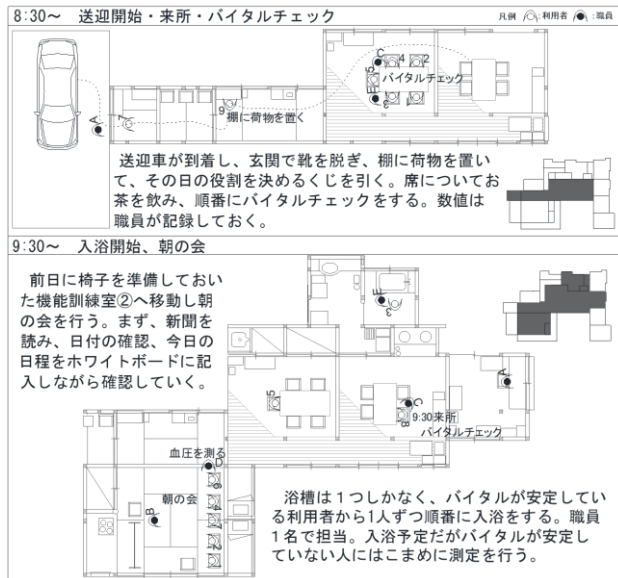 8:30～ 送迎開始・来所・バイタルチェック
凡例 :利用者 :職員
A
7
9
棚に荷物を置く
C
4
2
5
バイタルチェック
E
3
1
送迎車が到着し、玄関で靴を脱ぎ、棚に荷物を置い
て、その日の役割を決めるくじを引く。席についてお
茶を飲み、順番にバイタルチェックをする。数値は
職員が記録しておく。
9:30～ 入浴開始、朝の会
前日に椅子を準備しておい
た機能訓練室②へ移動し朝
の会を行う。まず、新聞を
読み、日付の確認、今日の
日程をホワイトボードに記
入しながら確認していく。
E
3
A
5
C
8
9:30来所
バイタルチェック
血圧を測る
D
朝の会
B
浴槽は１つしかなく、バイタルが安定してい
る利用者から1人ずつ順番に入浴をする。職員
１名で担当。入浴予定だがバイタルが安定し
ていない人にはこまめに測定を行う。